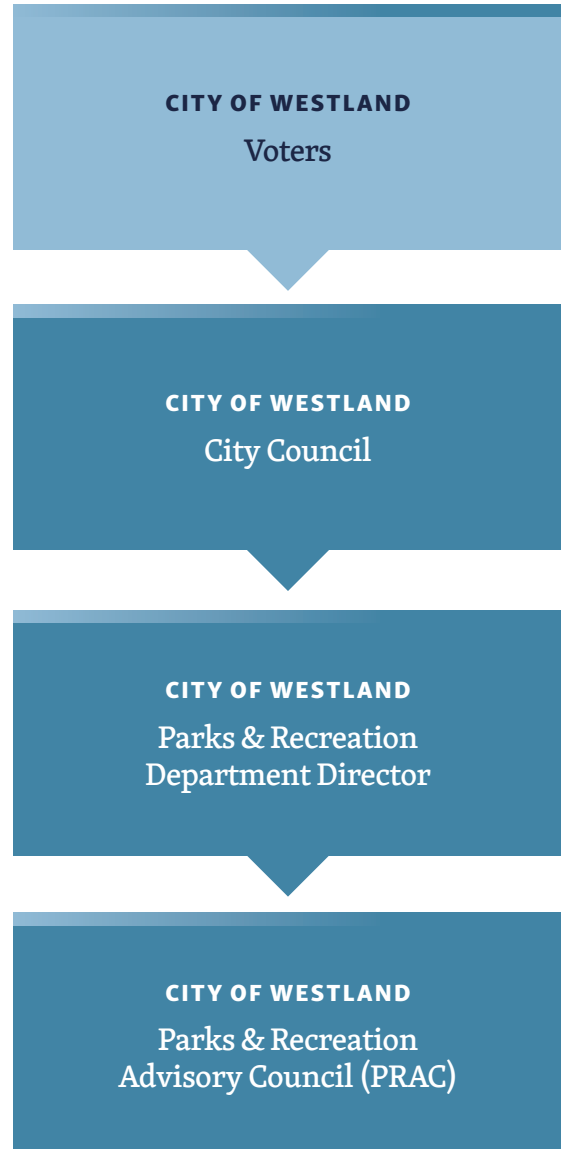 CITY OF WESTLAND
Voters
CITY OF WESTLAND
City Council
CITY OF WESTLAND
Parks & Recreation
Department Director
CITY OF WESTLAND
Parks & Recreation
Advisory Council (PRAC)